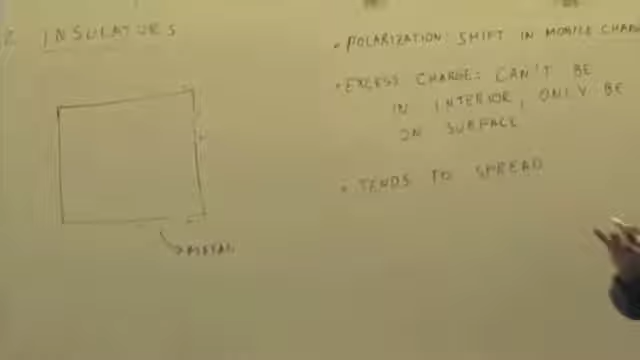 INSULATORS
• POLARIZATION: SHIFT IN MOBILE CHARG
• EXCESS CHARGE: CAN'T BE
IN INTERIOR, ONLY BE
ON SURFACE
• TENDS TO SPREAD
METAL